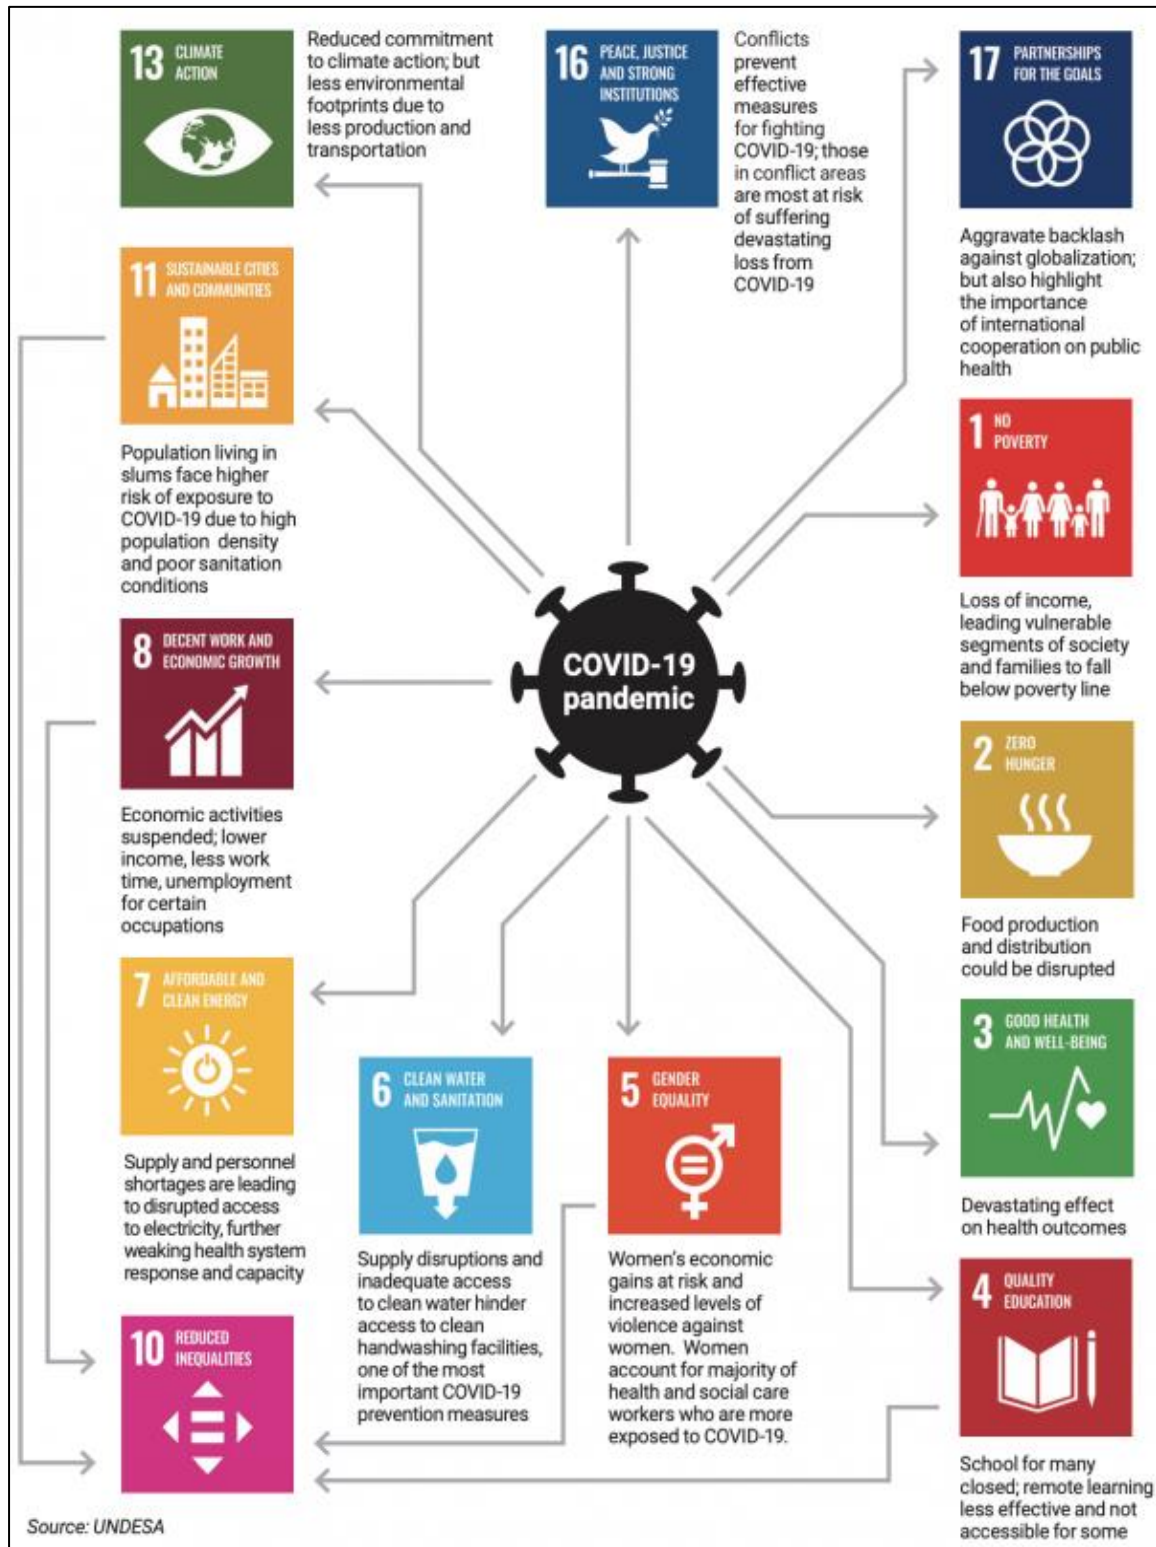 13 CLIMATE
ACTION
Reduced commitment
to climate action; but
less environmental
footprints due to
less production and
transportation
16 PEACE, JUSTICE
AND STRONG
INSTITUTIONS
Conflicts
prevent
effective
measures
for fighting
COVID-19; those
in conflict areas
are most at risk
of suffering
devastating
loss from
COVID-19
17 PARTNERSHIPS
FOR THE GOALS
Aggravate backlash
against globalization;
but also highlight
the importance
of international
cooperation on public
health
11 SUSTAINABLE CITIES
AND COMMUNITIES
Population living in
slums face higher
risk of exposure to
COVID-19 due to high
population density
and poor sanitation
conditions
1 NO
POVERTY
Loss of income,
leading vulnerable
segments of society
and families to fall
below poverty line
COVID-19
pandemic
8 DECENT WORK AND
ECONOMIC GROWTH
Economic activities
suspended; lower
income, less work
time, unemployment
for certain
occupations
2 ZERO
HUNGER
Food production
and distribution
could be disrupted
7 AFFORDABLE AND
CLEAN ENERGY
Supply and personnel
shortages are leading
to disrupted access
to electricity, further
weaking health system
response and capacity
3 GOOD HEALTH
AND WELL-BEING
Devastating effect
on health outcomes
6 CLEAN WATER
AND SANITATION
Supply disruptions and
inadequate access
to clean water hinder
access to clean
handwashing facilities,
one of the most
important COVID-19
prevention measures
5 GENDER
EQUALITY
Women's economic
gains at risk and
increased levels of
violence against
women. Women
account for majority of
health and social care
workers who are more
exposed to COVID-19.
4 QUALITY
EDUCATION
School for many
closed; remote learning
less effective and not
accessible for some
10 REDUCED
INEQUALITIES
Source: UNDESA